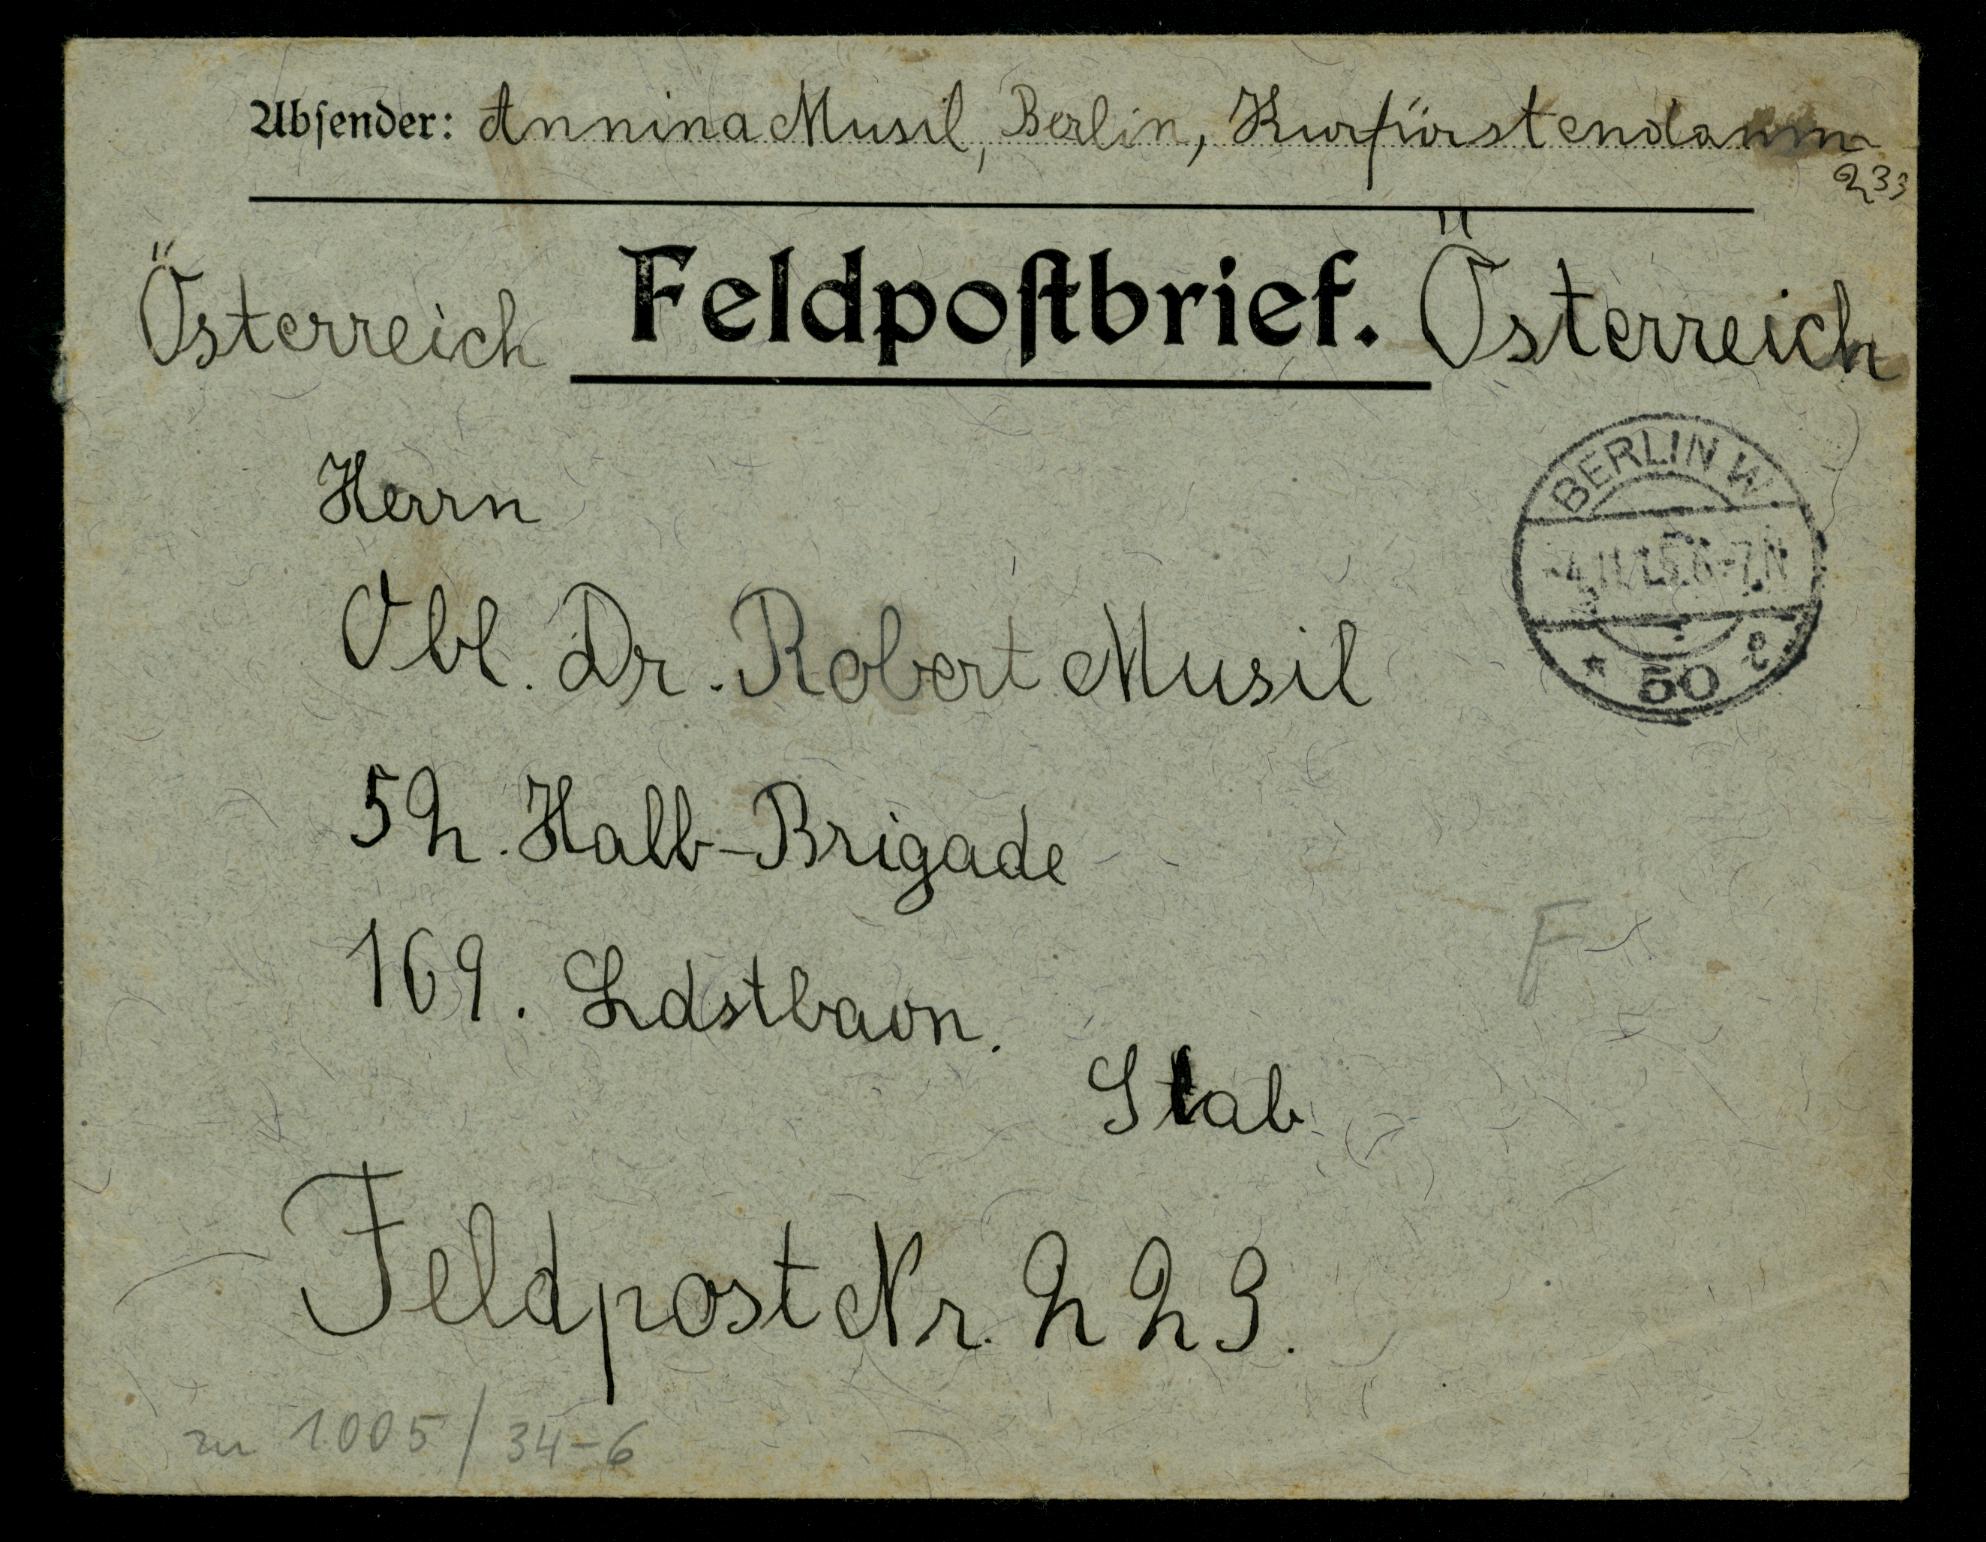 Absender: Annina Musil, Berlin, Kurfürstendamm
233
Österreich Feldpostbrief. Österreich
BERLIN W
4.11.15.6-7N
* 50 e
Herrn
Obl. Dr. Robert Musil
52. Halb-Brigade
169. Ldstbaon.
Stab
F
Feldpost Nr. 223.
zu 1005/34-6